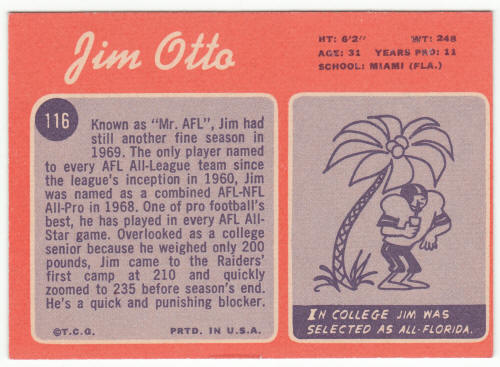 Jim Otto
HT: 6'2" WT: 248
AGE: 31 YEARS PRO: 11
SCHOOL: MIAMI (FLA.)
116
Known as "Mr. AFL", Jim had
still another fine season in
1969. The only player named
to every AFL All-League team since
the league's inception in 1960, Jim
was named as a combined AFL-NFL
All-Pro in 1968. One of pro football's
best, he has played in every AFL All-
Star game. Overlooked as a college
senior because he weighed only 200
pounds, Jim came to the Raiders'
first camp at 210 and quickly
zoomed to 235 before season's end.
He's a quick and punishing blocker.
©T.C.G. PRTD. IN U.S.A.
IN COLLEGE JIM WAS
SELECTED AS ALL-FLORIDA.